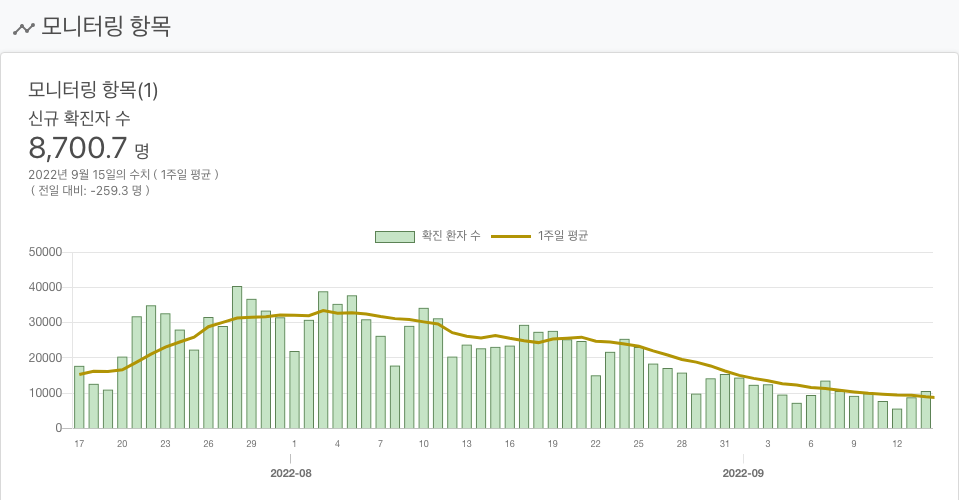 모니터링 항목
모니터링 항목(1)
신규 확진자 수
8,700.7 명
2022년 9월 15일의 수치 ( 1주일 평균 )
( 전일 대비: -259.3 명 )
확진 환자 수 1주일 평균
50000
40000
30000
20000
10000
0
17 20 23 26 29 1 4 7 10 13 16 19 22 25 28 31 3 6 9 12
2022-08 2022-09